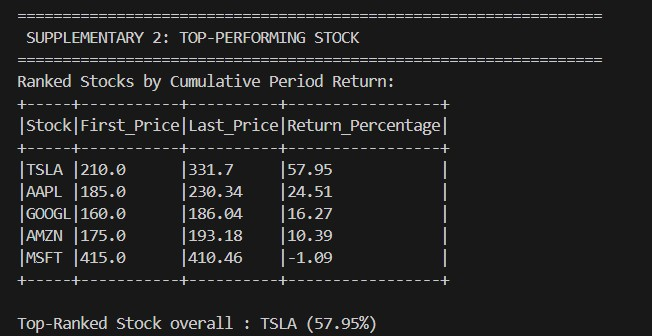 =================================================================
 SUPPLEMENTARY 2: TOP-PERFORMING STOCK
=================================================================
Ranked Stocks by Cumulative Period Return:
+-----+-----------+----------+-----------------+
|Stock|First_Price|Last_Price|Return_Percentage|
+-----+-----------+----------+-----------------+
|TSLA |210.0      |331.7     |57.95            |
|AAPL |185.0      |230.34    |24.51            |
|GOOGL|160.0      |186.04    |16.27            |
|AMZN |175.0      |193.18    |10.39            |
|MSFT |415.0      |410.46    |-1.09            |
+-----+-----------+----------+-----------------+
Top-Ranked Stock overall : TSLA (57.95%)